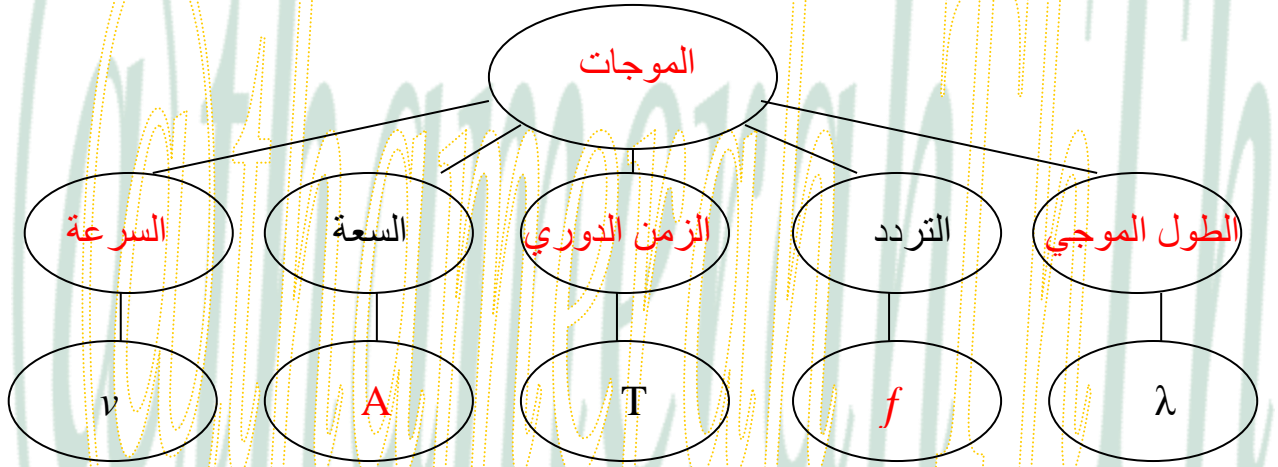 الموجات
الطول الموجي
التردد
الزمن الدوري
السعة
السرعة
λ
f
T
A
v